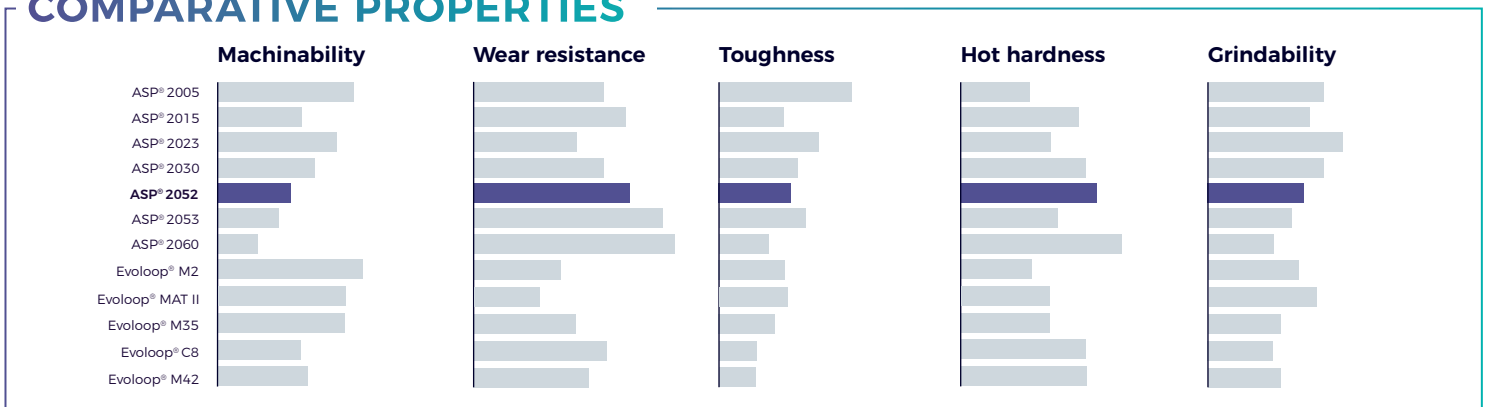 COMPARATIVE PROPERTIES
Machinability Wear resistance Toughness Hot hardness Grindability
ASP® 2005
ASP® 2015
ASP® 2023
ASP® 2030
ASP® 2052
ASP® 2053
ASP® 2060
Evoloop® M2
Evoloop® MAT II
Evoloop® M35
Evoloop® C8
Evoloop® M42